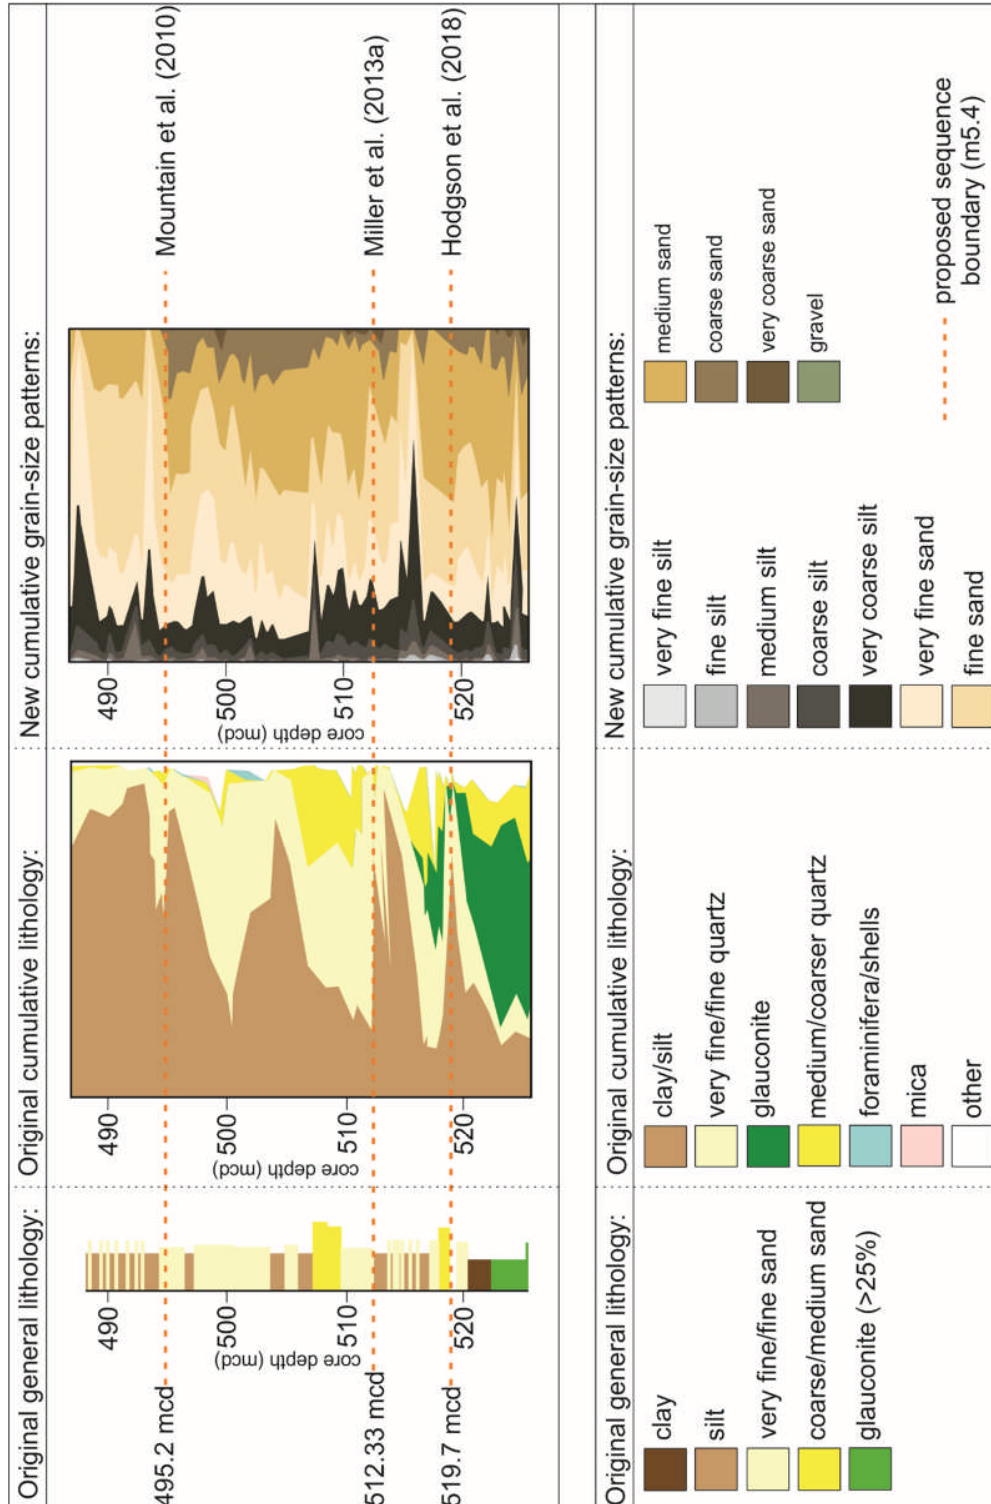 Original general lithology:
Original cumulative lithology:
New cumulative grain-size patterns:
490
500
510
520
core depth (mcd)
490
500
510
520
core depth (mcd)
490
500
510
520
core depth (mcd)
495.2 mcd
Mountain et al. (2010)
512.33 mcd
Miller et al. (2013a)
519.7 mcd
Hodgson et al. (2018)
Original general lithology:
clay
silt
very fine/fine sand
coarse/medium sand
glauconite (>25%)
Original cumulative lithology:
clay/silt
very fine/fine quartz
glauconite
medium/coarser quartz
foraminifera/shells
mica
other
New cumulative grain-size patterns:
very fine silt
fine silt
medium silt
coarse silt
very coarse silt
very fine sand
fine sand
medium sand
coarse sand
very coarse sand
gravel
proposed sequence
boundary (m5.4)